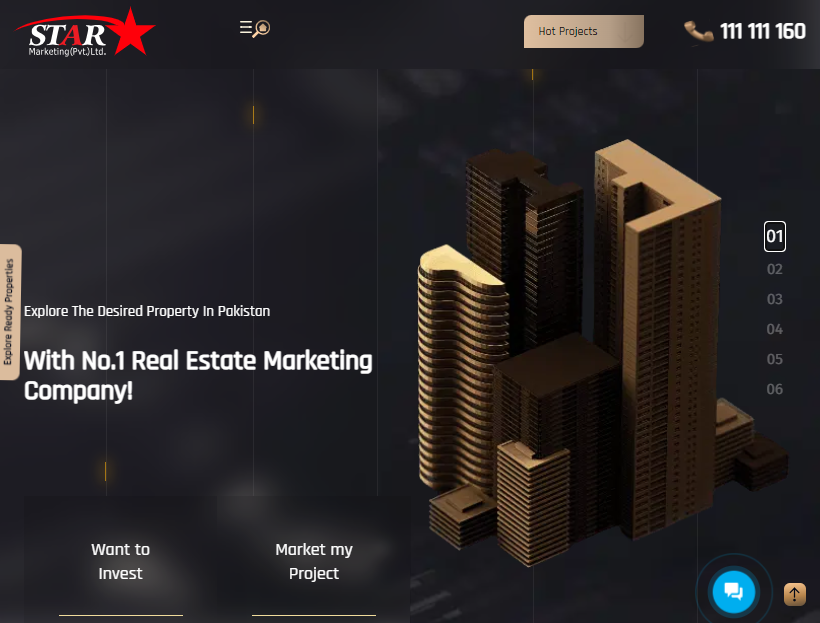 STAR
Marketing(Pvt.)Ltd.
Hot Projects
111 111 160
Explore Ready Properties
Explore The Desired Property In Pakistan
With No.1 Real Estate Marketing
Company!
01
02
03
04
05
06
Want to
Invest
Market my
Project